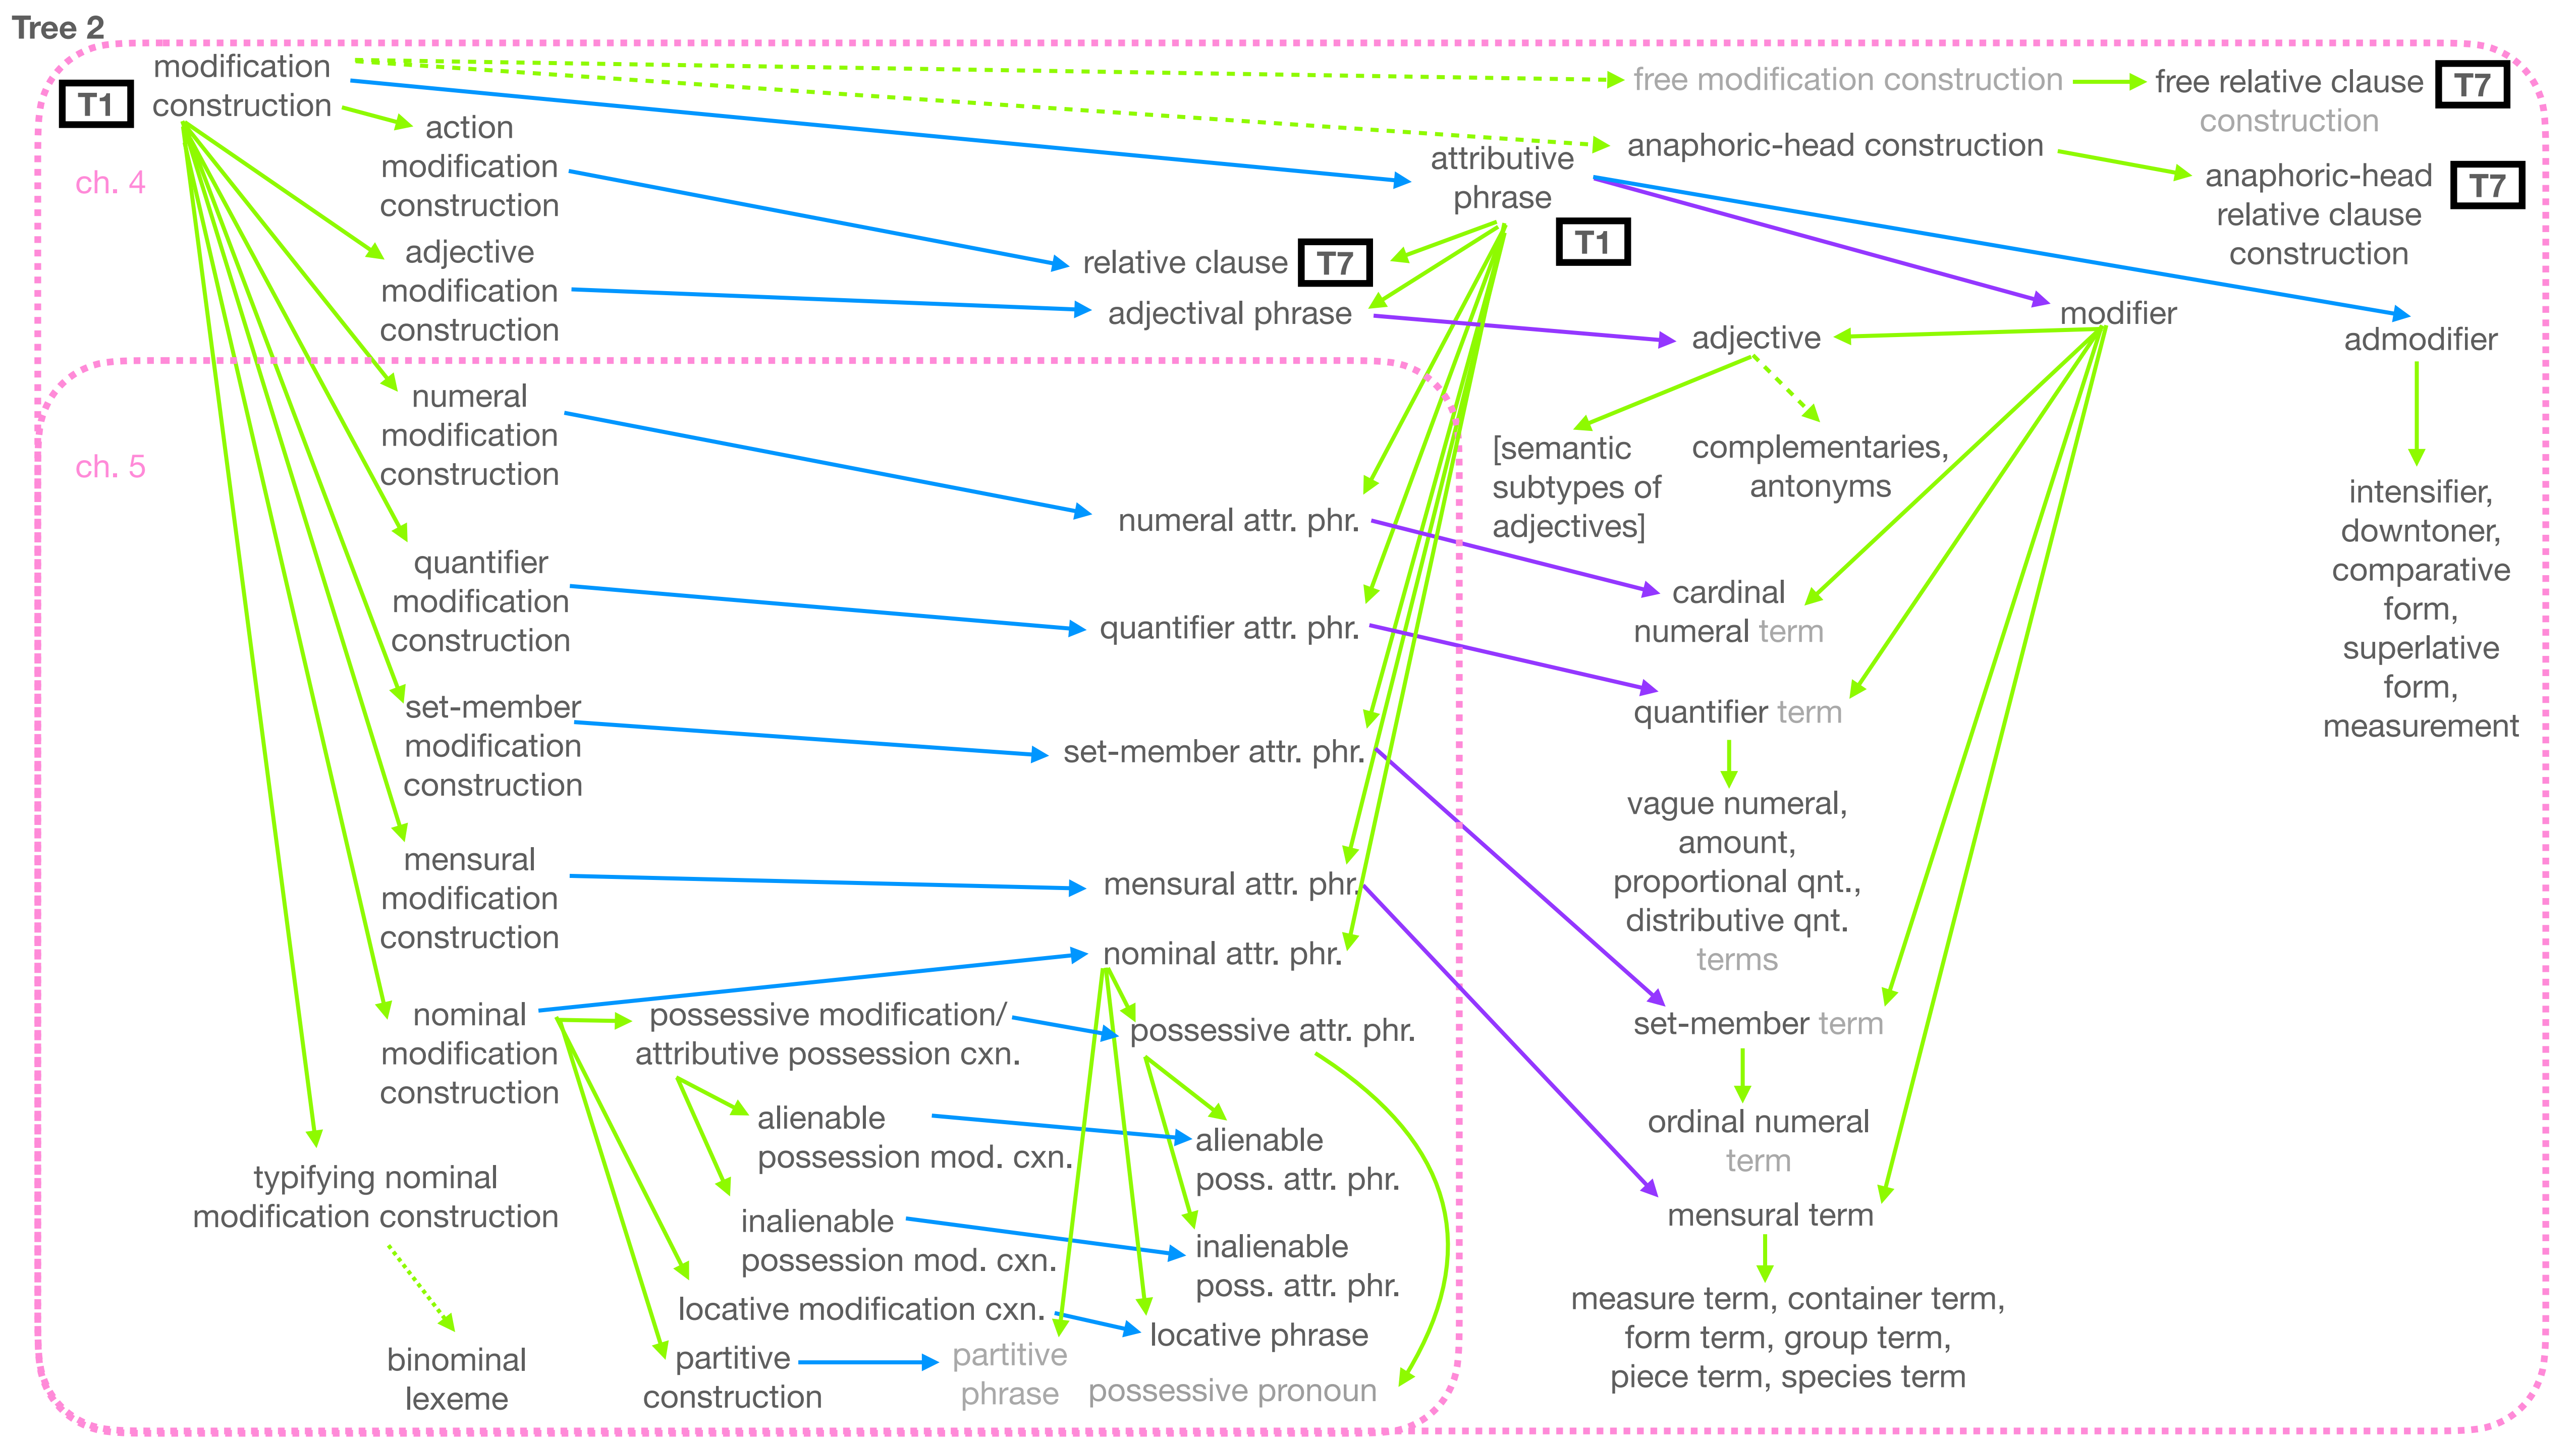 Tree 2
modification
construction
T1
ch. 4
action
modification
construction
adjective
modification
construction
free modification construction
free relative clause
construction
T7
anaphoric-head construction
anaphoric-head
relative clause
construction
T7
attributive
phrase
T1
relative clause
T7
adjectival phrase
adjective
modifier
admodifier
[semantic
subtypes of
adjectives]
complementaries,
antonyms
intensifier,
downtoner,
comparative
form,
superlative
form,
measurement
ch. 5
numeral
modification
construction
numeral attr. phr.
cardinal
numeral term
quantifier
modification
construction
quantifier attr. phr.
quantifier term
vague numeral,
amount,
proportional qnt.,
distributive qnt.
terms
set-member
modification
construction
set-member attr. phr.
set-member term
ordinal numeral
term
mensural
modification
construction
mensural attr. phr.
mensural term
measure term, container term,
form term, group term,
piece term, species term
nominal
modification
construction
nominal attr. phr.
possessive modification/
attributive possession cxn.
possessive attr. phr.
alienable
possession mod. cxn.
alienable
poss. attr. phr.
inalienable
possession mod. cxn.
inalienable
poss. attr. phr.
locative modification cxn.
locative phrase
partitive
construction
partitive
phrase
possessive pronoun
typifying nominal
modification construction
binominal
lexeme